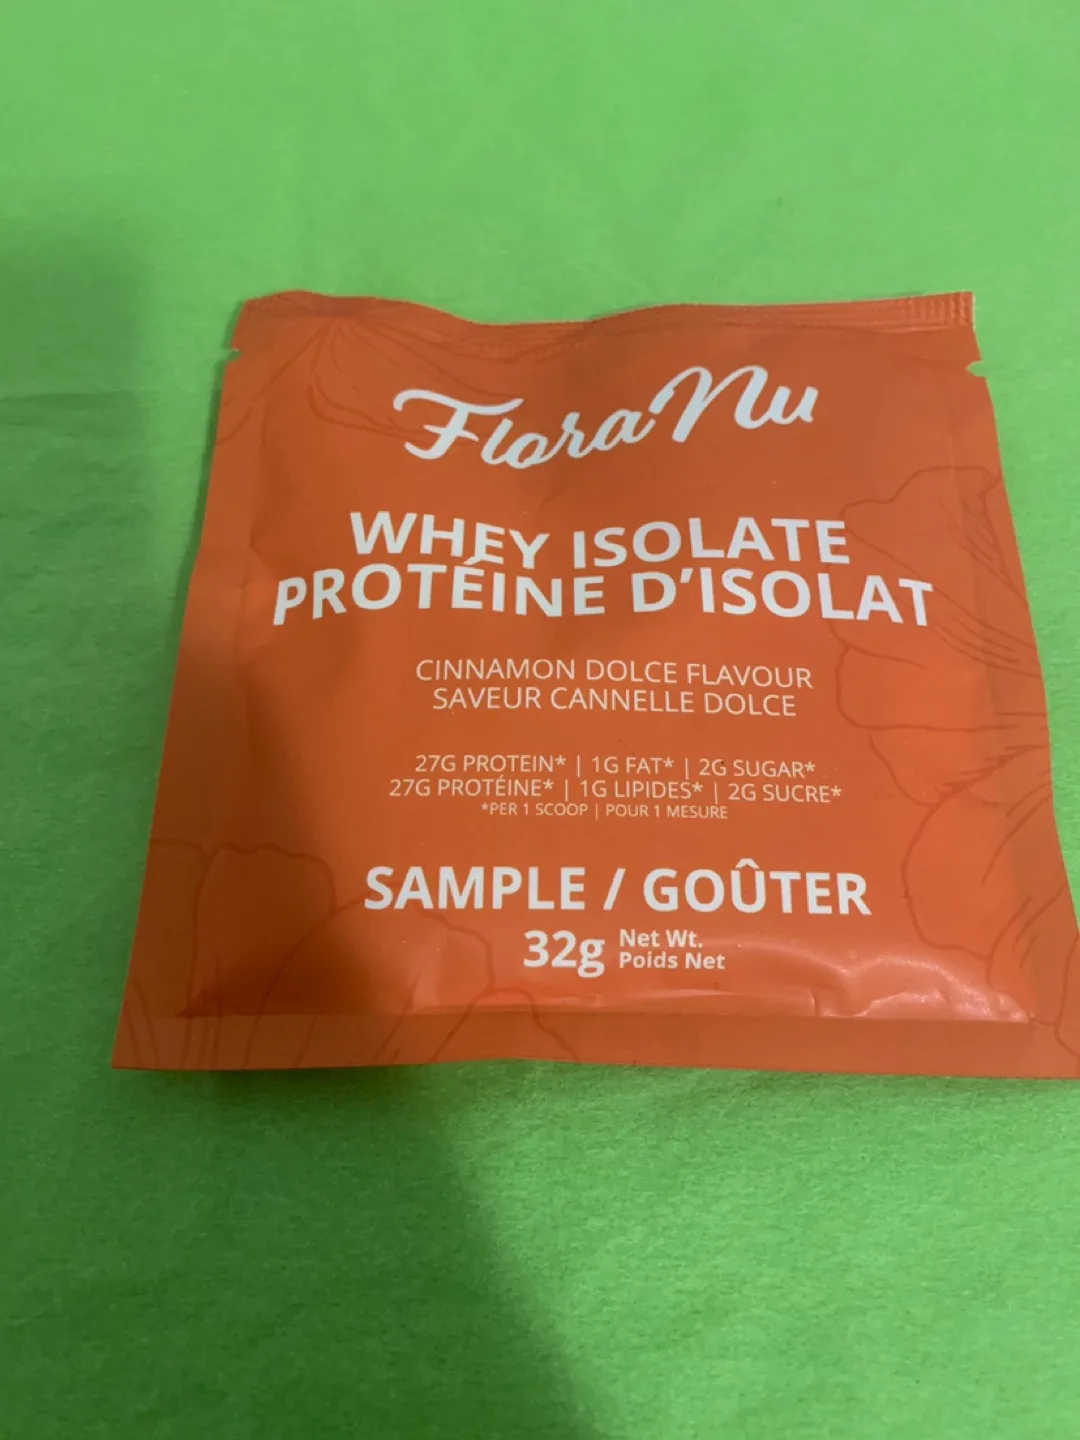 FloraNu
WHEY ISOLATE
PROTÉINE D'ISOLAT
CINNAMON DOLCE FLAVOUR
SAVEUR CANNELLE DOLCE
27G PROTEIN* | 1G FAT* | 2G SUGAR*
27G PROTÉINE* | 1G LIPIDES* | 2G SUCRE*
*PER 1 SCOOP | POUR 1 MESURE
SAMPLE / GOÛTER
32g Net Wt.
Poids Net